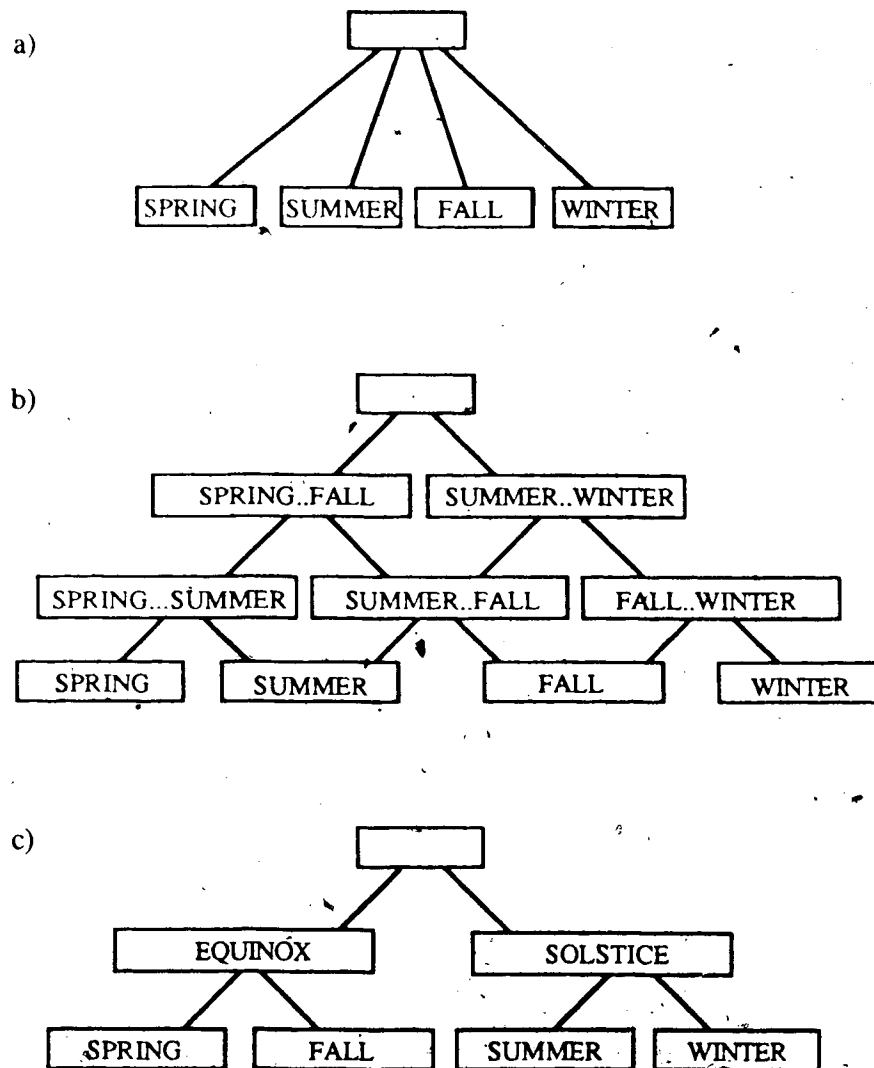 a)
SPRING SUMMER FALL WINTER
b)
SPRING..FALL SUMMER..WINTER
SPRING...SUMMER SUMMER..FALL FALL..WINTER
SPRING SUMMER FALL WINTER
c)
EQUINOX SOLSTICE
SPRING FALL SUMMER WINTER